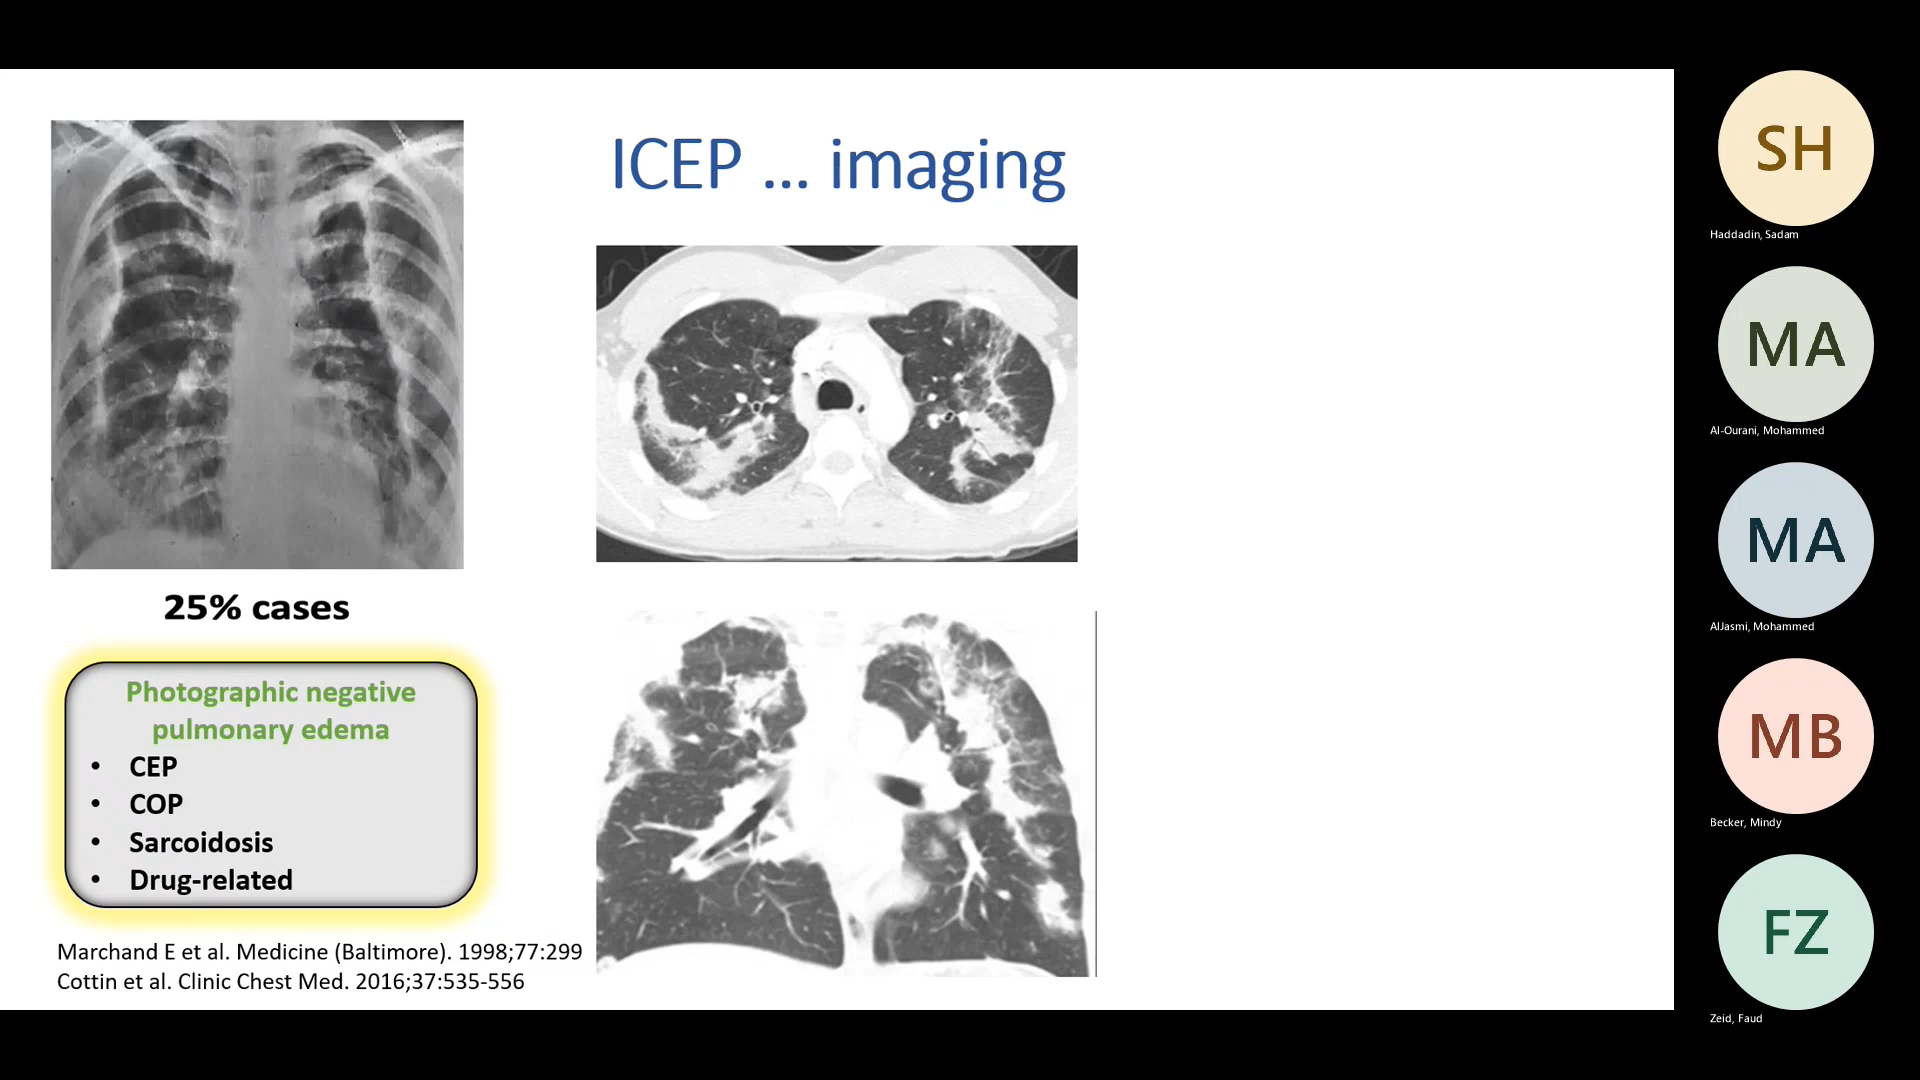 ICEP ... imaging
25% cases
Photographic negative
pulmonary edema
• CEP
• COP
• Sarcoidosis
• Drug-related
Marchand E et al. Medicine (Baltimore). 1998;77:299
Cottin et al. Clinic Chest Med. 2016;37:535-556
SH
Haddadin, Sadam
MA
Al-Ourani, Mohammed
MA
AlJasmi, Mohammed
MB
Becker, Mindy
FZ
Zeid, Faud